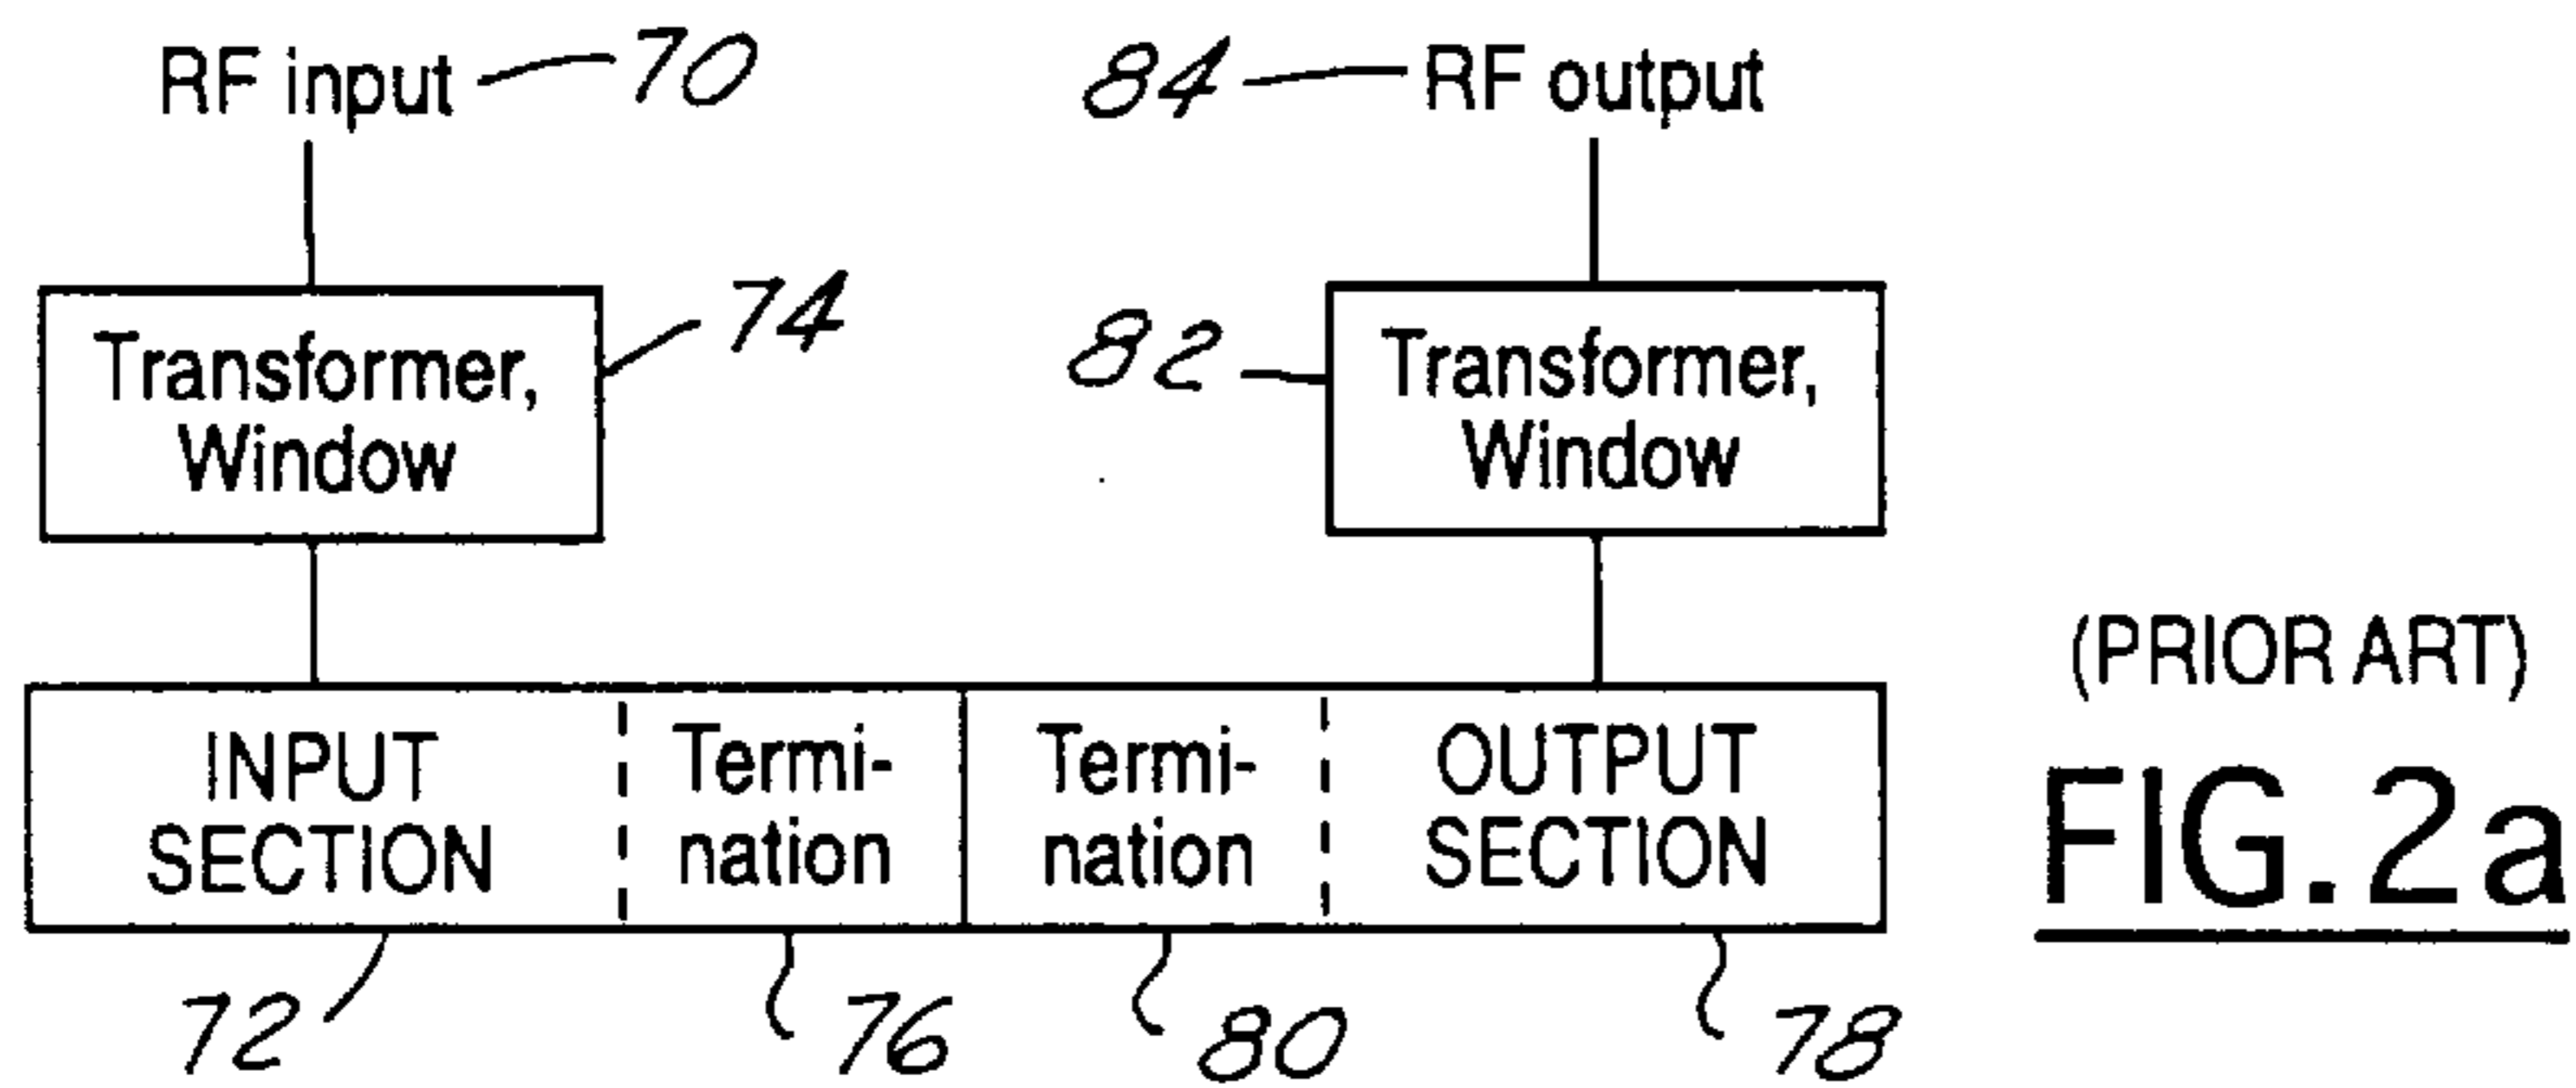 RF input 70
84 RF output
Transformer,
Window
74
82
Transformer,
Window
INPUT
SECTION
Termi-
nation
Termi-
nation
OUTPUT
SECTION
72
76
80
78
(PRIOR ART)
FIG. 2a